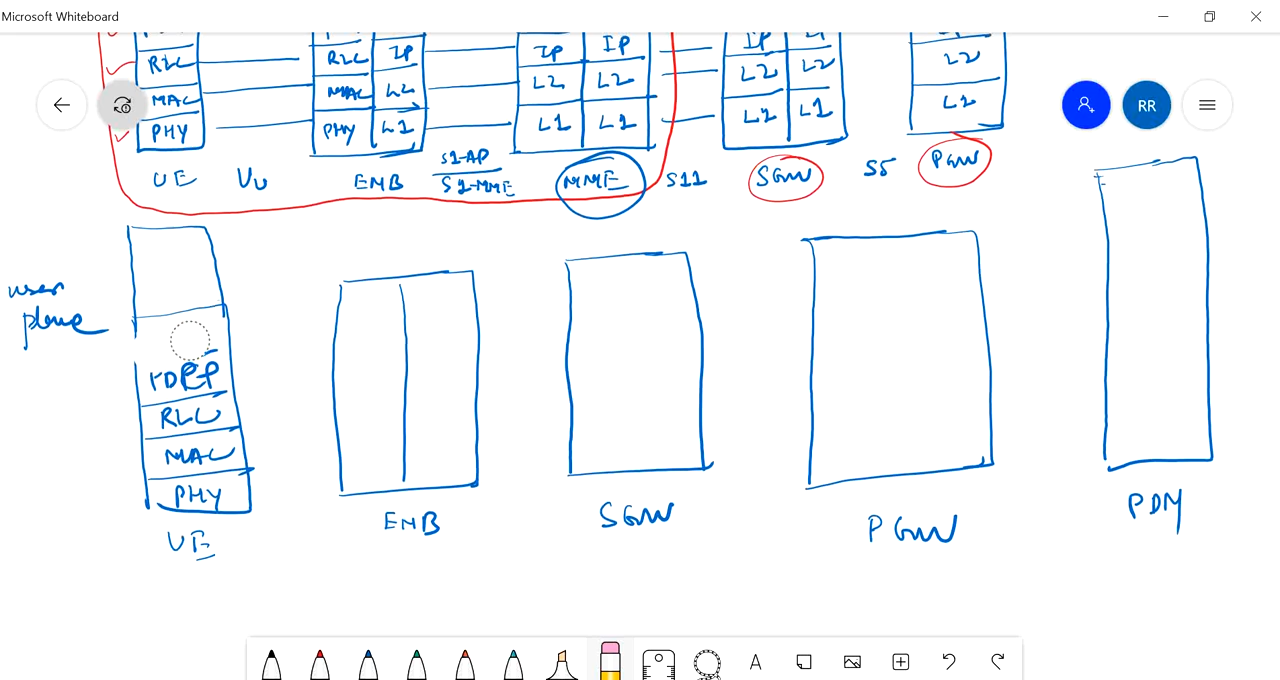 Microsoft Whiteboard
IP IP IP
RLC RLC IP L2 L2 L2 L2 L2
MAC MAC L2 L1 L1 L1 L1 L1
PHY PHY L1
S1-AP
S1-MME
UE Uu ENB MME S11 SGW S5 PGW
RR
user
plane
PDCP
RLC
MAC
PHY
UE
ENB
SGW
PGW
PDN
A